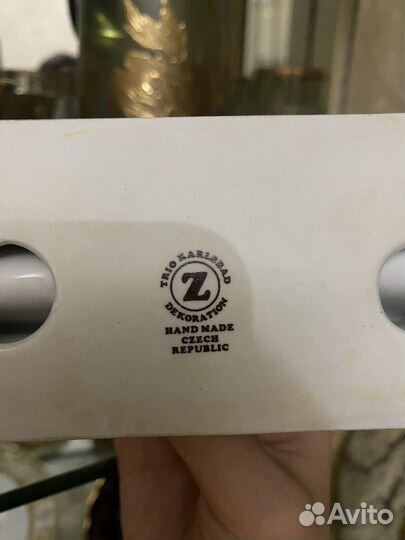 TRIO KARLSBAD
Z
DEKORATION
HAND MADE
CZECH
REPUBLIC
Avito